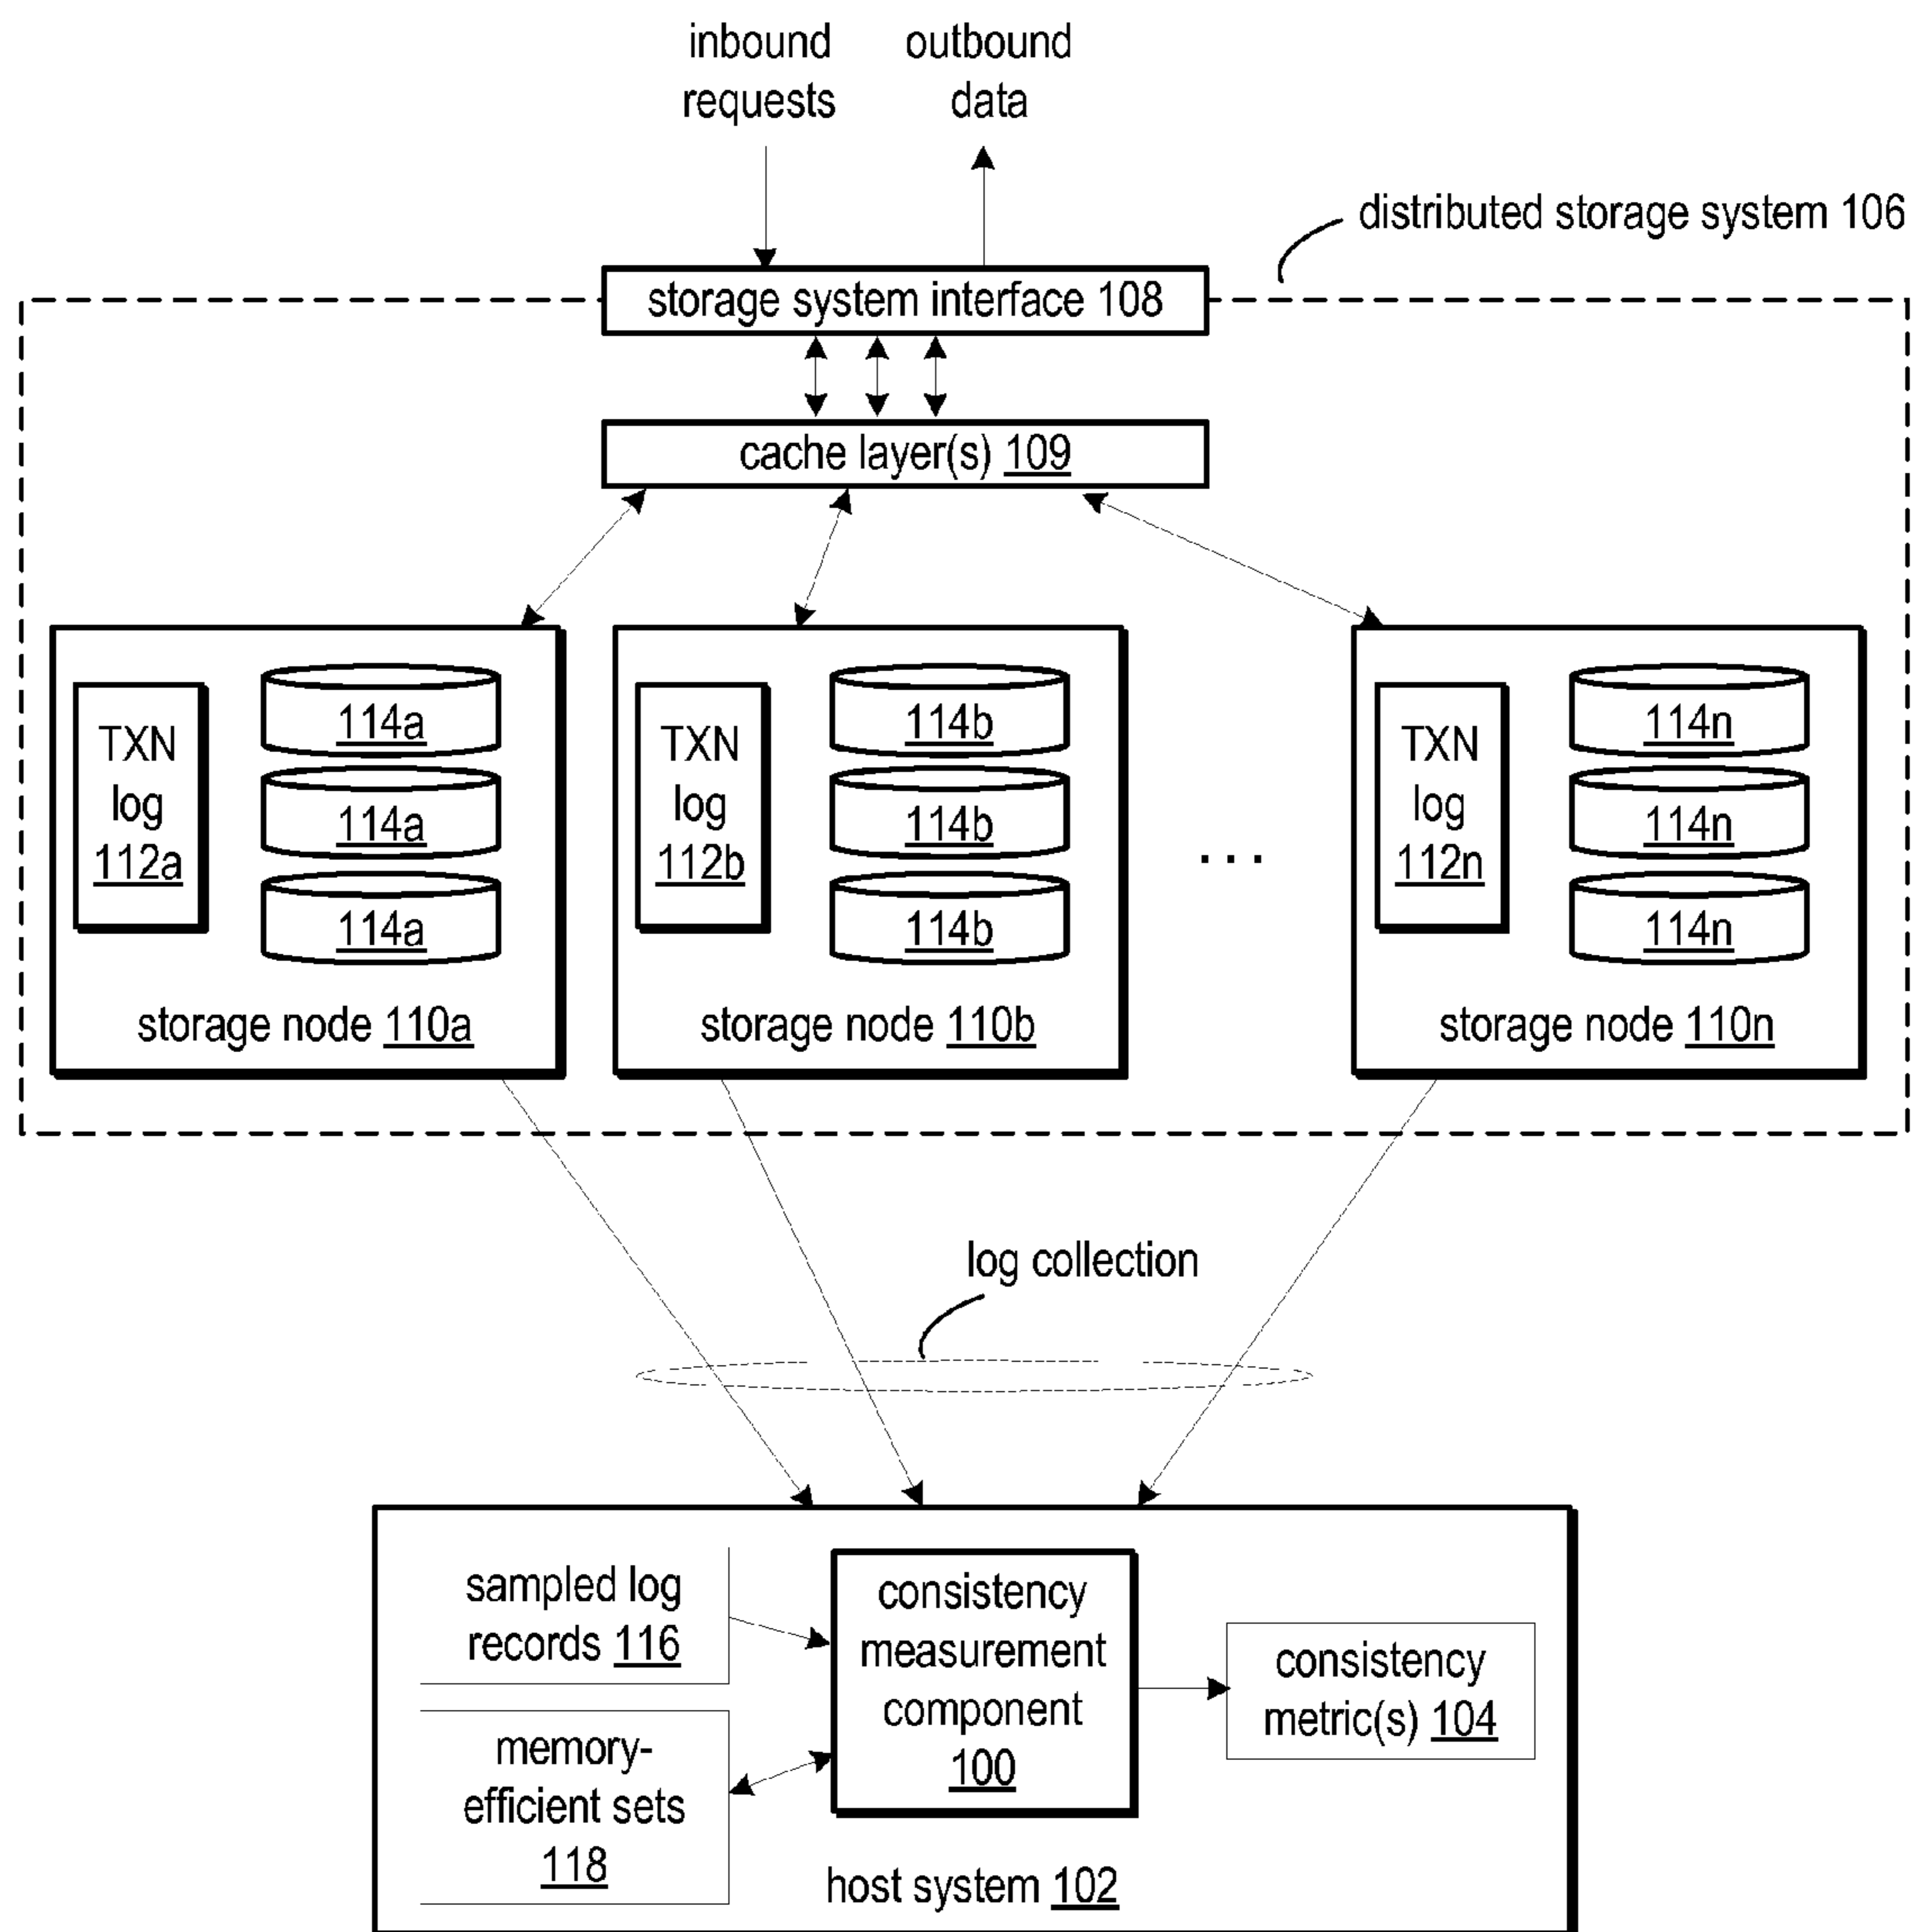 inbound
requests
outbound
data
distributed storage system 106
storage system interface 108
cache layer(s) 109
TXN
log
112a
114a
114a
114a
storage node 110a
TXN
log
112b
114b
114b
114b
storage node 110b
...
TXN
log
112n
114n
114n
114n
storage node 110n
log collection
sampled log
records 116
memory-
efficient sets
118
consistency
measurement
component
100
consistency
metric(s) 104
host system 102